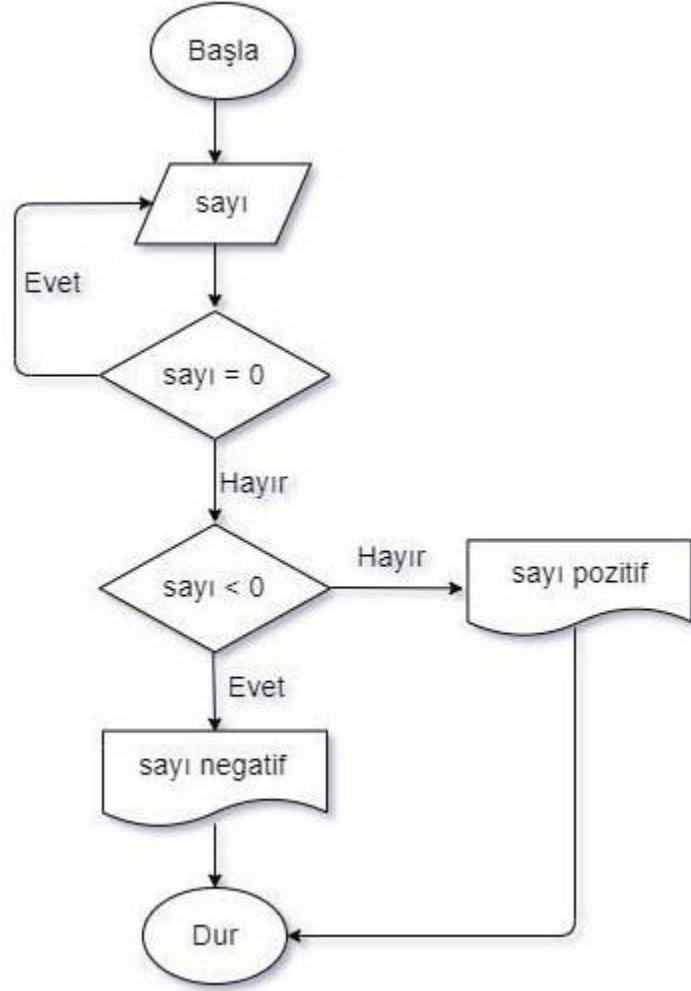 Başla
sayı
Evet
sayı = 0
Hayır
sayı < 0
Hayır
sayı pozitif
Evet
sayı negatif
Dur